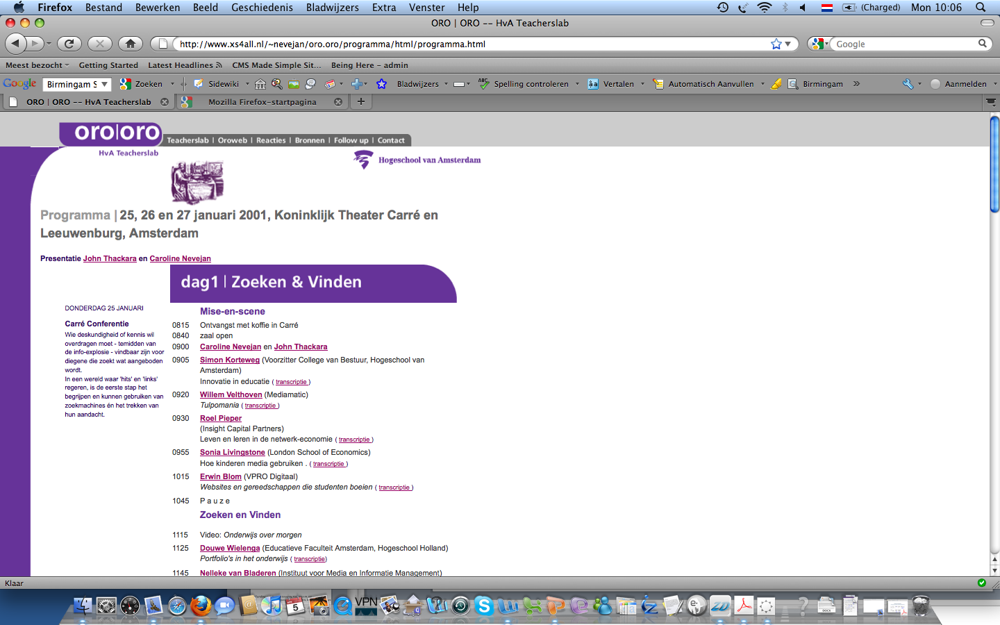 Firefox Bestand Bewerken Beeld Geschiedenis Bladwijzers Extra Venster Help (Charged) Mon 10:06
ORO | ORO -- HvA Teacherslab
http://www.xs4all.nl/~nevejan/oro.oro/programma/html/programma.html Google
Meest bezocht Getting Started Latest Headlines CMS Made Simple Sit... Being Here - admin
Google Birmingam S Zoeken Sidewiki Bladwijzers ABC Spelling controleren Vertalen Automatisch Aanvullen Birmingam » Aanmelden
ORO | ORO -- HvA Teacherslab Mozilla Firefox-startpagina
oro|oro
Teacherslab | Oroweb | Reacties | Bronnen | Follow up | Contact
HvA Teacherslab
Hogeschool van Amsterdam
Programma | 25, 26 en 27 januari 2001, Koninklijk Theater Carré en
Leeuwenburg, Amsterdam
Presentatie John Thackara en Caroline Nevejan
dag1 | Zoeken & Vinden
DONDERDAG 25 JANUARI
Carré Conferentie
Wie deskundigheid of kennis wil
overdragen moet - temidden van
de info-explosie - vindbaar zijn voor
diegene die zoekt wat aangeboden
wordt.
In een wereld waar 'hits' en 'links'
regeren, is de eerste stap het
begrijpen en kunnen gebruiken van
zoekmachines én het trekken van
hun aandacht.
Mise-en-scene
0815 Ontvangst met koffie in Carré
0840 zaal open
0900 Caroline Nevejan en John Thackara
0905 Simon Korteweg (Voorzitter College van Bestuur, Hogeschool van
Amsterdam)
Innovatie in educatie ( transcriptie )
0920 Willem Velthoven (Mediamatic)
Tulpomania ( transcriptie )
0930 Roel Pieper
(Insight Capital Partners)
Leven en leren in de netwerk-economie ( transcriptie )
0955 Sonia Livingstone (London School of Economics)
Hoe kinderen media gebruiken . ( transcriptie )
1015 Erwin Blom (VPRO Digitaal)
Websites en gereedschappen die studenten boeien ( transcriptie )
1045 P a u z e
Zoeken en Vinden
1115 Video: Onderwijs over morgen
1125 Douwe Wielenga (Educatieve Faculteit Amsterdam, Hogeschool Holland)
Portfolio's in het onderwijs ( transcriptie)
1145 Nelleke van Bladeren (Instituut voor Media en Informatie Management)
Klaar
5
VPN